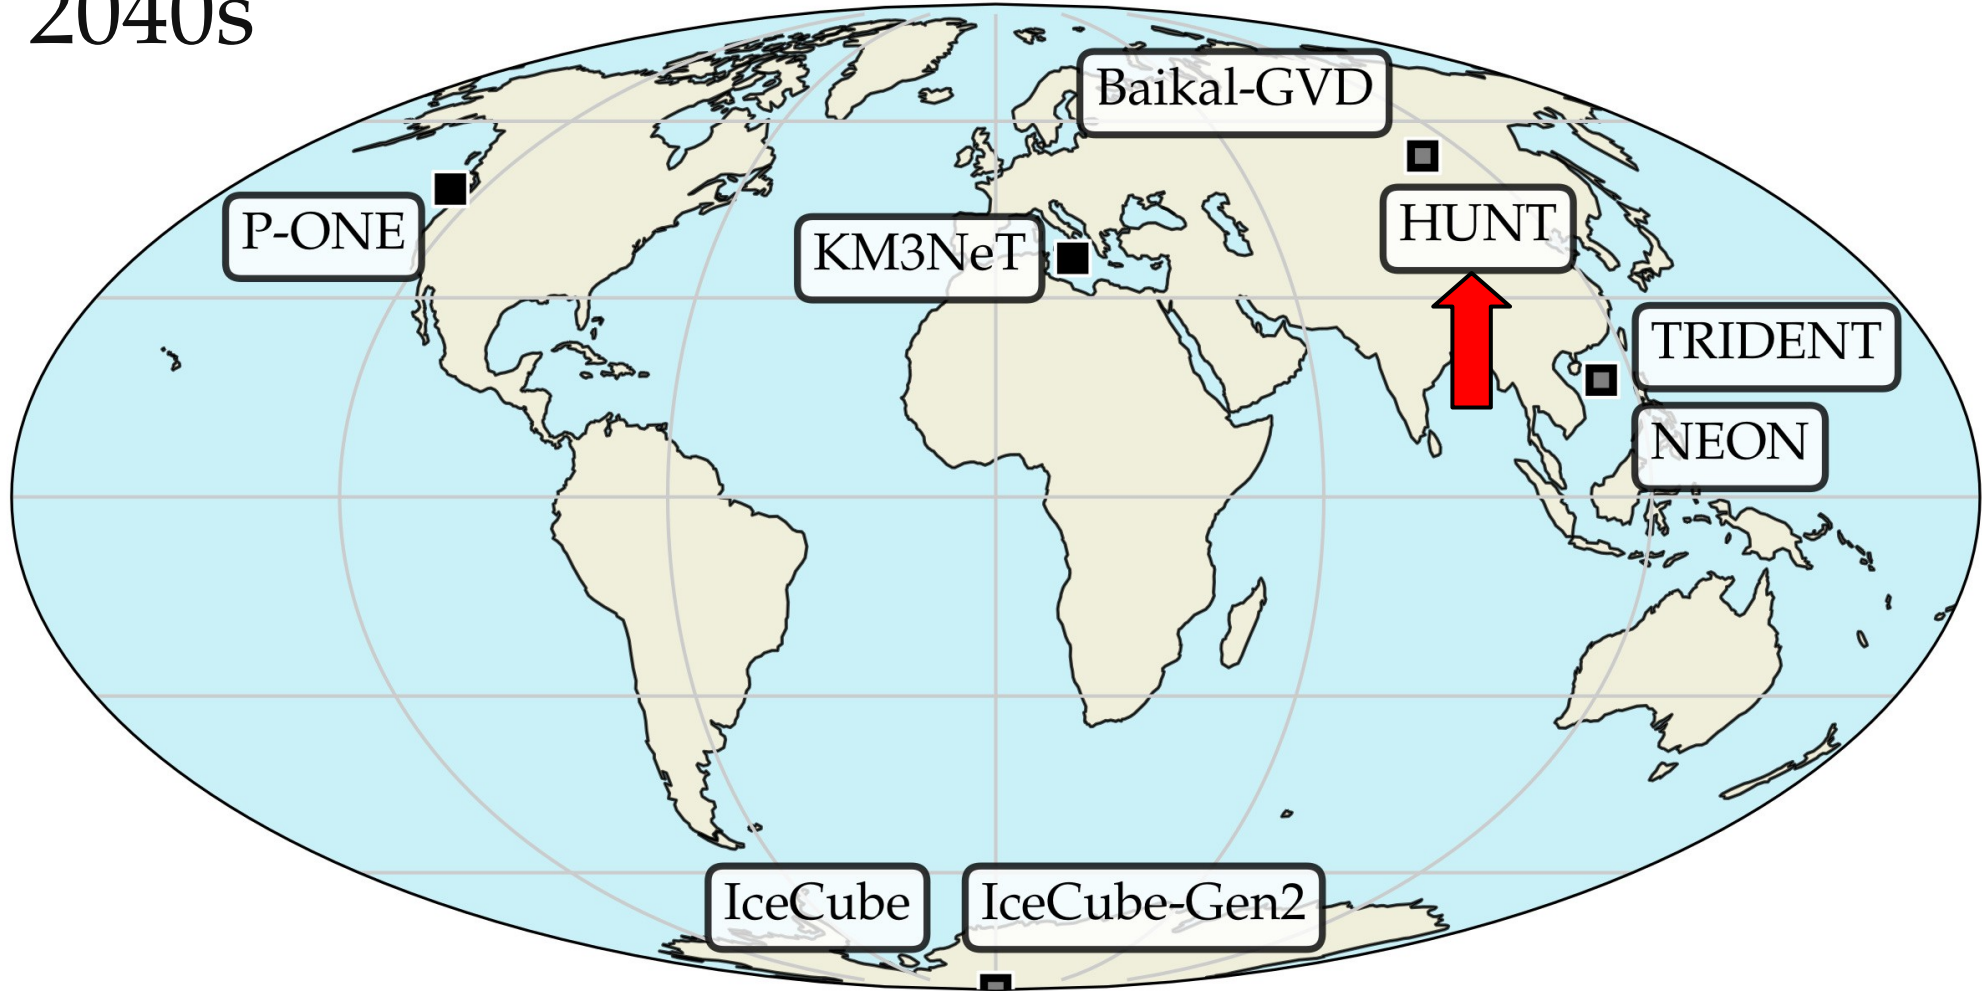 2040s
Baikal-GVD
P-ONE
KM3NeT
HUNT
TRIDENT
NEON
IceCube
IceCube-Gen2